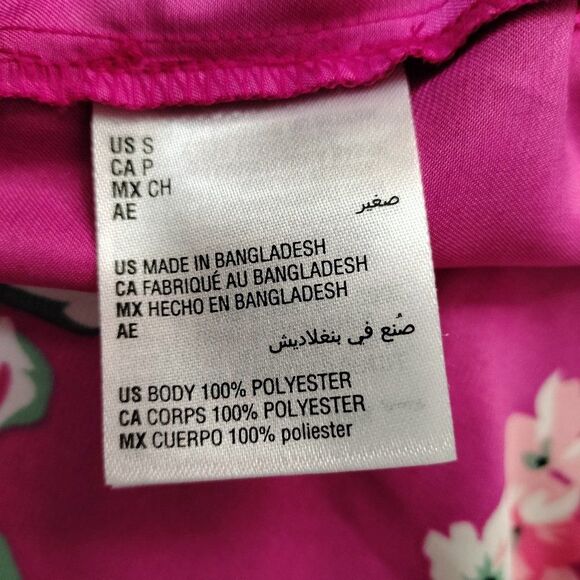 US S
CA P
MX CH
AE صغير
US MADE IN BANGLADESH
CA FABRIQUÉ AU BANGLADESH
MX HECHO EN BANGLADESH
AE صُنع في بنغلاديش
US BODY 100% POLYESTER
CA CORPS 100% POLYESTER
MX CUERPO 100% poliester